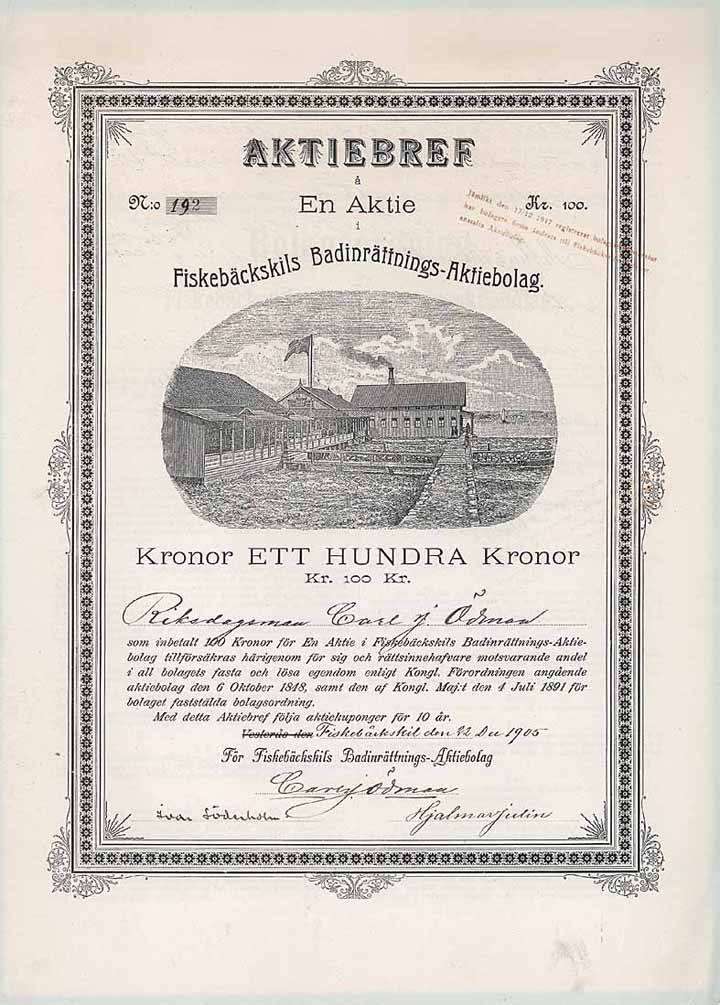 AKTIEBREF
å
N:o 192 En Aktie Kr. 100.
i
Fiskebäckskils Badinrättnings-Aktiebolag.
Kronor ETT HUNDRA Kronor
Kr. 100 Kr.
Riksdagsman Carl J. Ödman
som inbetalt 100 Kronor för En Aktie i Fiskebäckskils Badinrättnings-Aktie-
bolag tillförsäkras härigenom för sig och rättsinnehafvare motsvarande andel
i all bolagets fasta och lösa egendom enligt Kongl. Förordningen angående
aktiebolag den 6 Oktober 1848, samt den af Kongl. Maj:t den 4 Juli 1891 för
bolaget fastställda bolagsordning.
Med detta Aktiebref följa aktiekuponger för 10 år.
Vesterås den Fiskebäckskil den 1/2 Dec 1905
För Fiskebäckskils Badinrättnings-Aktiebolag
Carl J. Ödman
Ivar Söderholm Hjalmar Julin